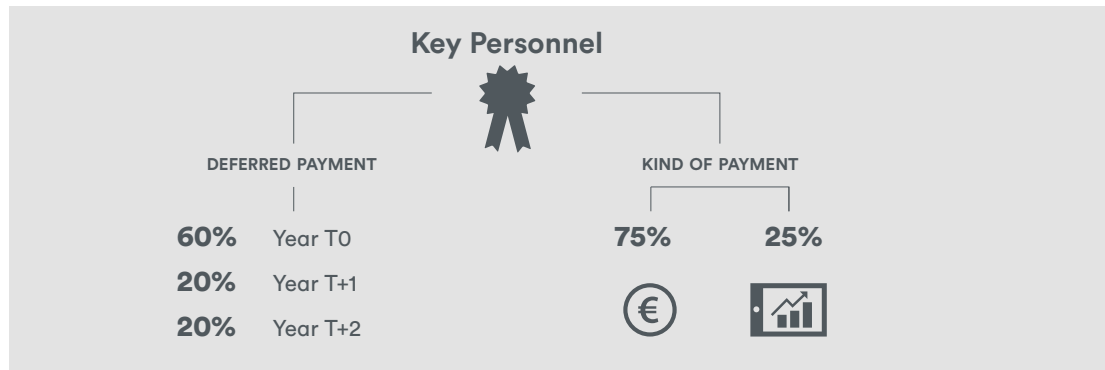 Key Personnel
DEFERRED PAYMENT
60% Year T0
20% Year T+1
20% Year T+2
KIND OF PAYMENT
75% 25%
€